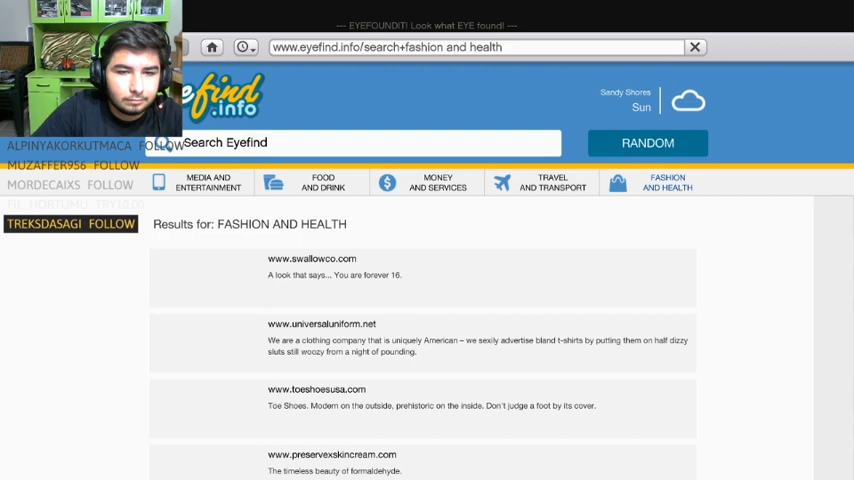 --- EYEFOUNDIT! Look what EYE found! ---
www.eyefind.info/search+fashion and health
efind
.info
Sandy Shores
Sun
Search Eyefind
RANDOM
MEDIA AND
ENTERTAINMENT
FOOD
AND DRINK
MONEY
AND SERVICES
TRAVEL
AND TRANSPORT
FASHION
AND HEALTH
ALPINYAKORKUTMACA FOLLOW
MUZAFFER956 FOLLOW
MORDECAIXS FOLLOW
FIL_HORTUMU TRY10.00
TREKSDASAGI FOLLOW
Results for: FASHION AND HEALTH
www.swallowco.com
A look that says... You are forever 16.
www.universaluniform.net
We are a clothing company that is uniquely American – we sexily advertise bland t-shirts by putting them on half dizzy
sluts still woozy from a night of pounding.
www.toeshoesusa.com
Toe Shoes. Modern on the outside, prehistoric on the inside. Don't judge a foot by its cover.
www.preservexskincream.com
The timeless beauty of formaldehyde.